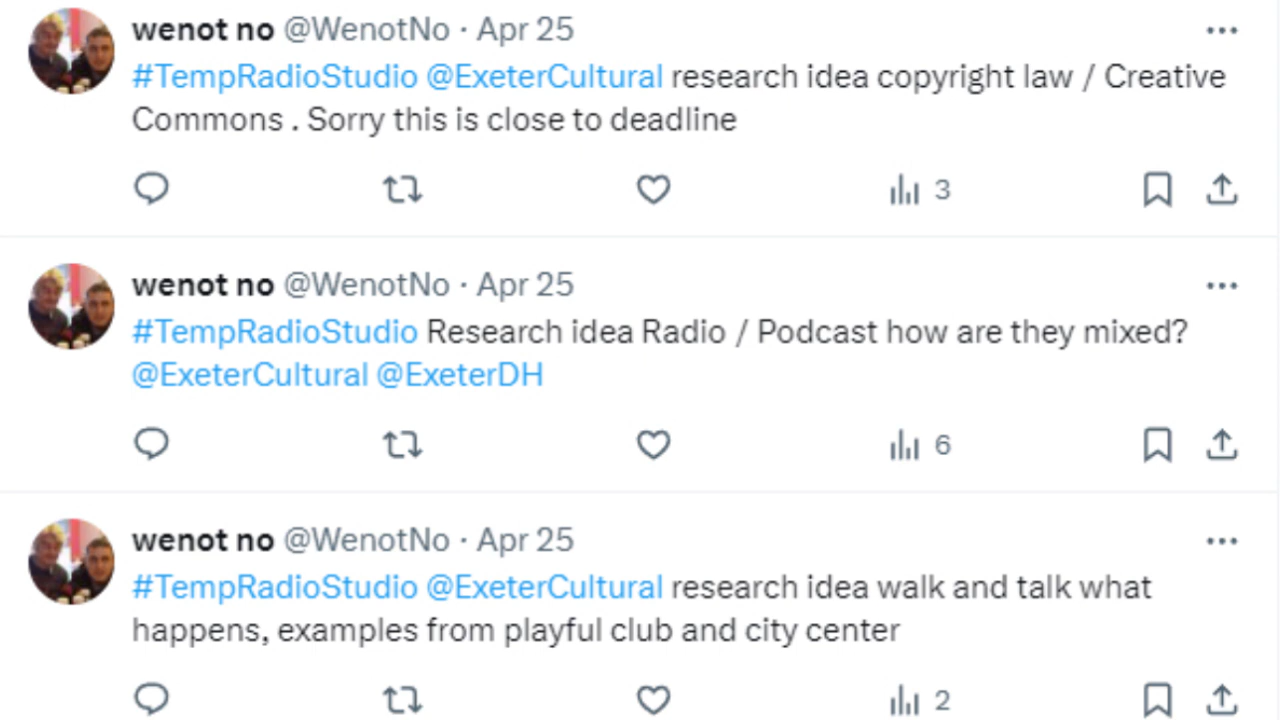 wenot no @WenotNo · Apr 25
#TempRadioStudio @ExeterCultural research idea copyright law / Creative
Commons . Sorry this is close to deadline
3
wenot no @WenotNo · Apr 25
#TempRadioStudio Research idea Radio / Podcast how are they mixed?
@ExeterCultural @ExeterDH
6
wenot no @WenotNo · Apr 25
#TempRadioStudio @ExeterCultural research idea walk and talk what
happens, examples from playful club and city center
2